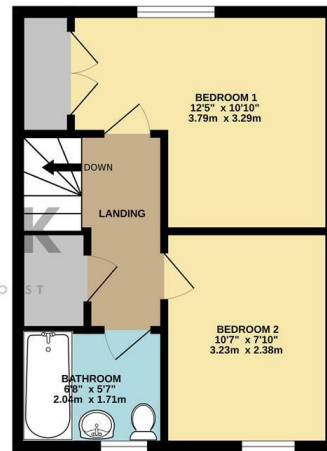 BEDROOM 1
12'5" x 10'10"
3.79m x 3.29m
DOWN
LANDING
K
O ST
BEDROOM 2
10'7" x 7'10"
3.23m x 2.38m
BATHROOM
6'8" x 5'7"
2.04m x 1.71m